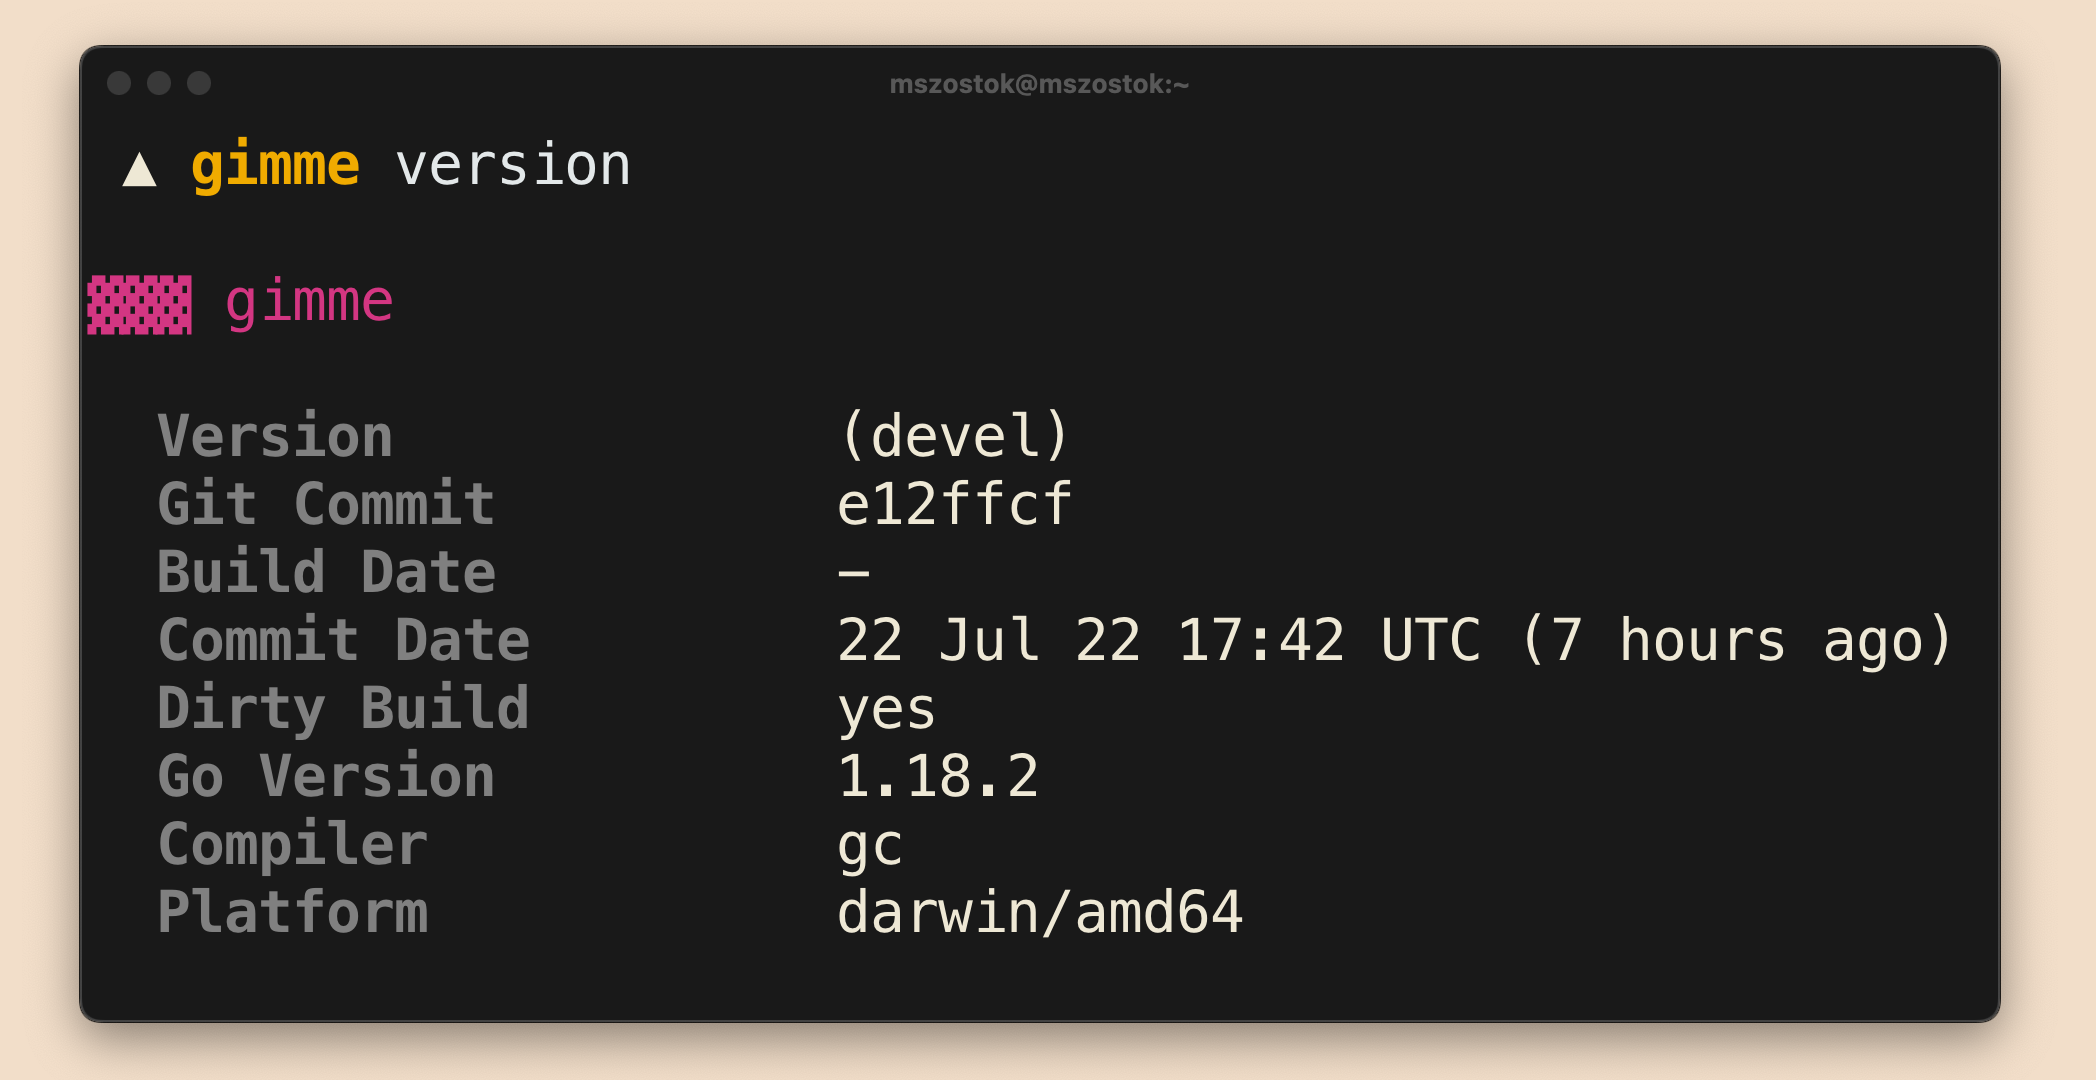 mszostok@mszostok:~
▲ gimme version
▓▓▓ gimme
Version (devel)
Git Commit e12ffcf
Build Date –
Commit Date 22 Jul 22 17:42 UTC (7 hours ago)
Dirty Build yes
Go Version 1.18.2
Compiler gc
Platform darwin/amd64